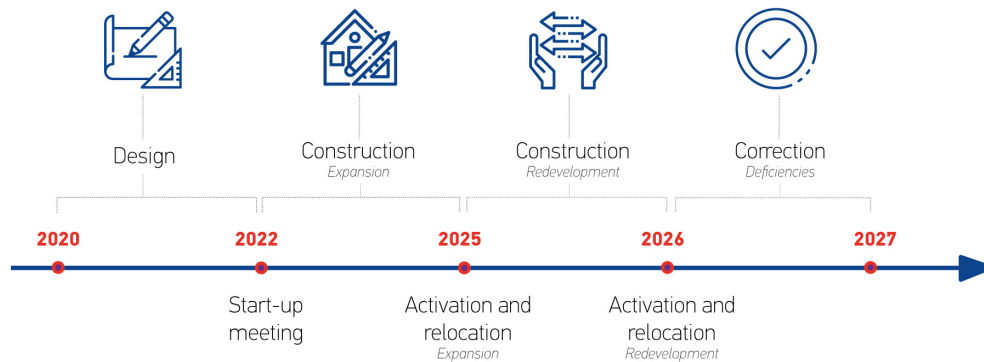 Design
Construction
Expansion
Construction
Redevelopment
Correction
Deficiencies
2020
2022
2025
2026
2027
Start-up
meeting
Activation and
relocation
Expansion
Activation and
relocation
Redevelopment